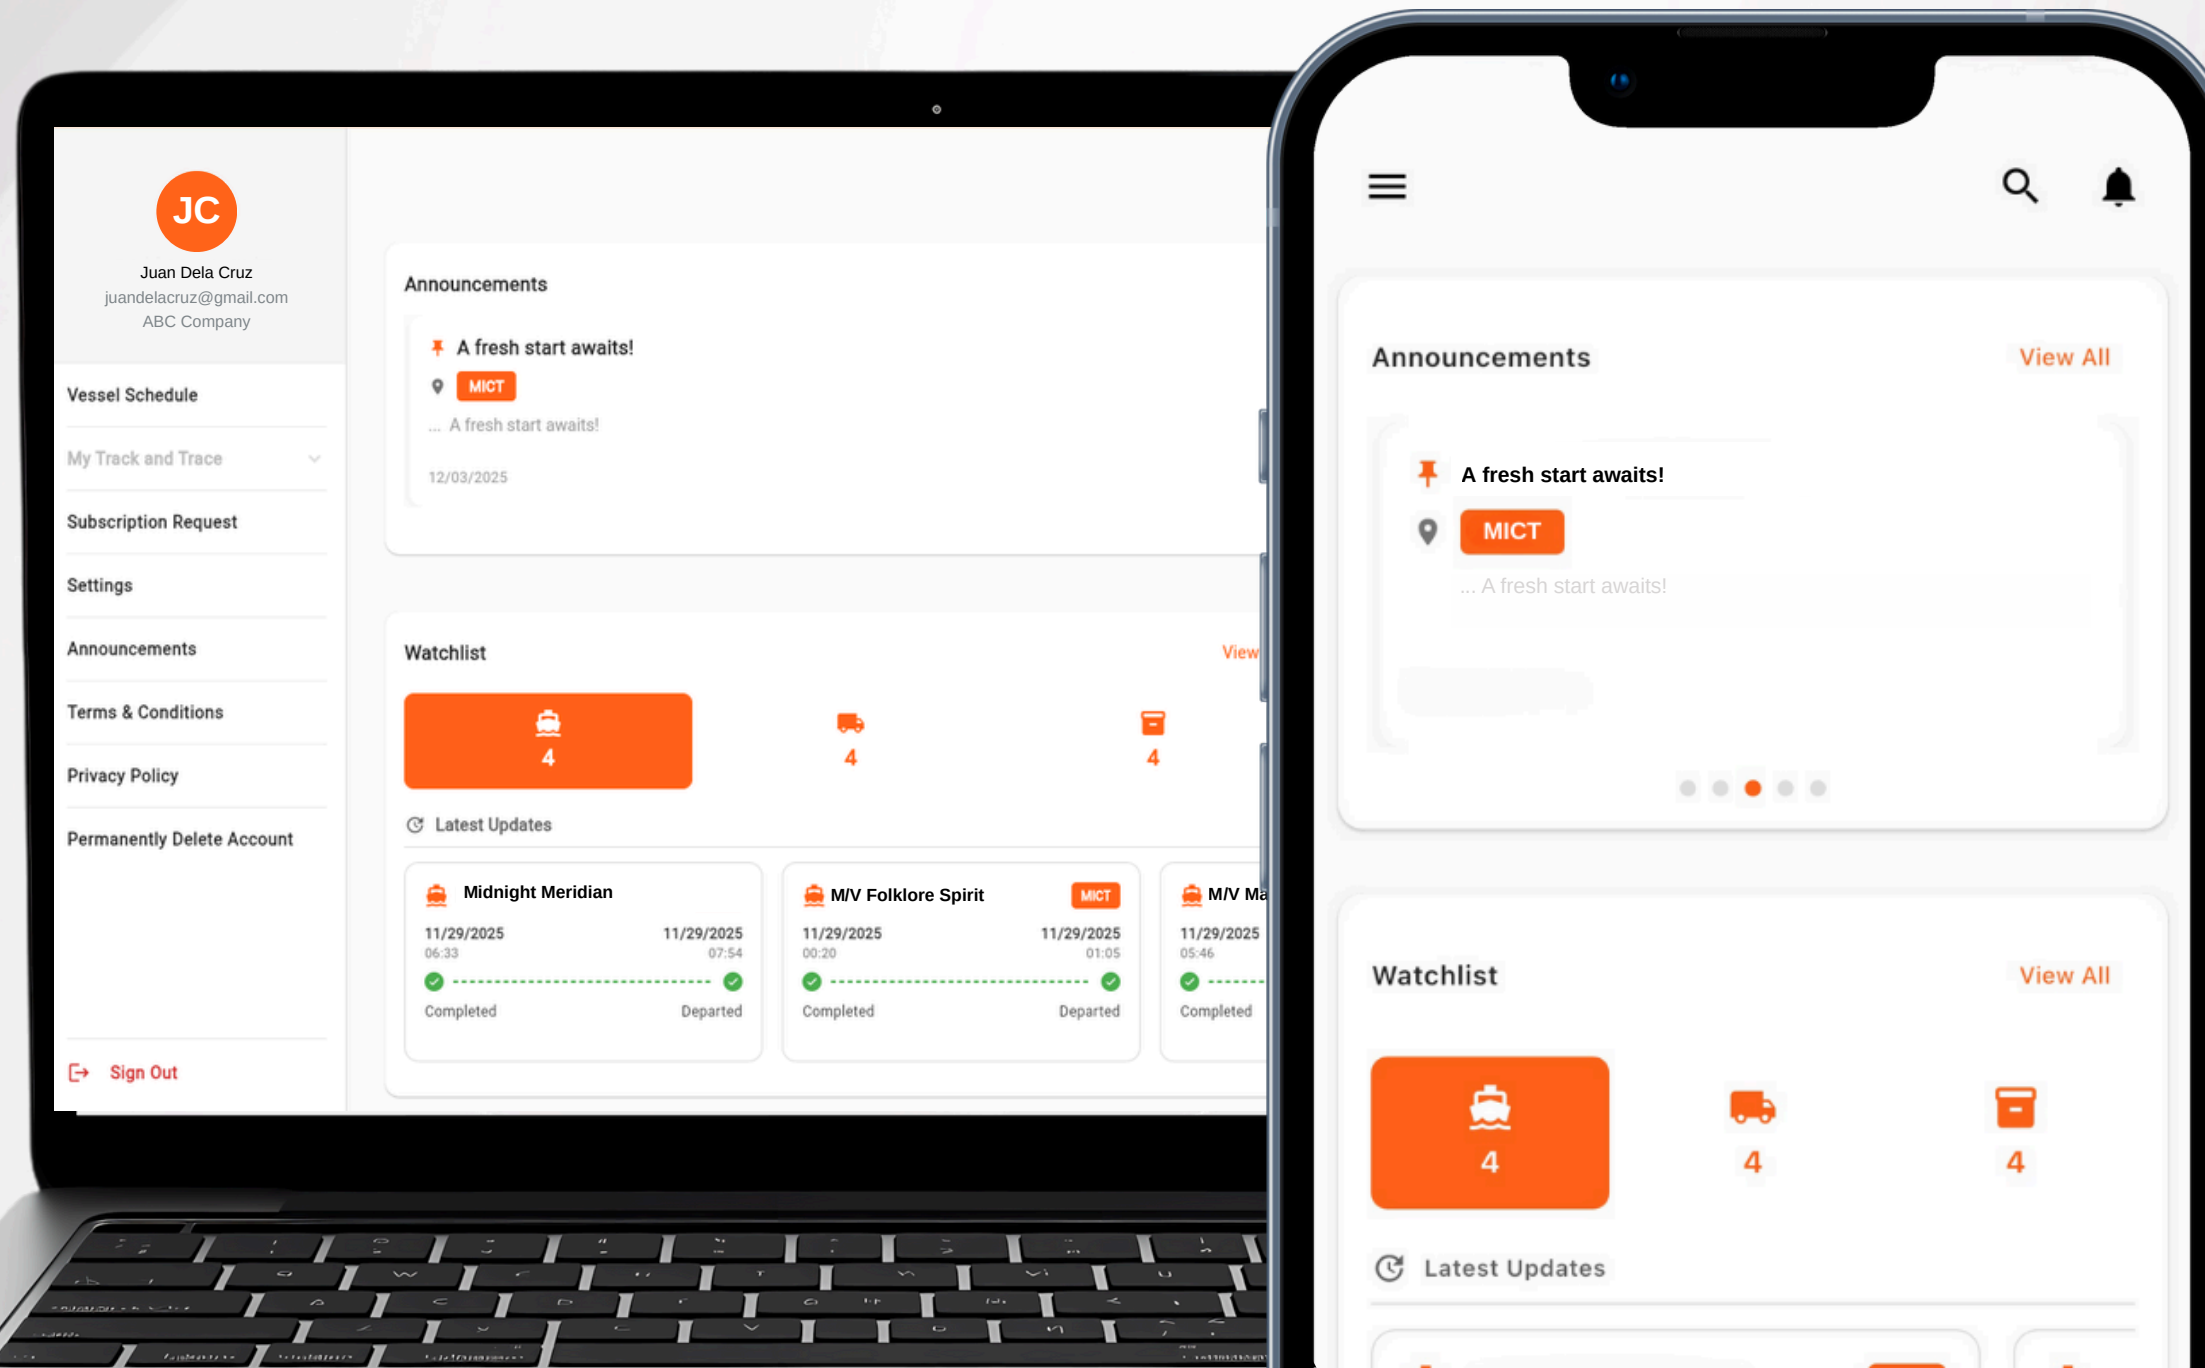 JC
Juan Dela Cruz
juandelacruz@gmail.com
ABC Company
Vessel Schedule
My Track and Trace
Subscription Request
Settings
Announcements
Terms & Conditions
Privacy Policy
Permanently Delete Account
Sign Out
Announcements
A fresh start awaits!
MICT
... A fresh start awaits!
12/03/2025
Watchlist View
4 4 4
Latest Updates
Midnight Meridian
11/29/2025 11/29/2025
06:33 07:54
Completed Departed
M/V Folklore Spirit MICT
11/29/2025 11/29/2025
00:20 01:05
Completed Departed
M/V Ma
11/29/2025
05:46
Completed
Announcements View All
A fresh start awaits!
MICT
... A fresh start awaits!
Watchlist View All
4 4 4
Latest Updates